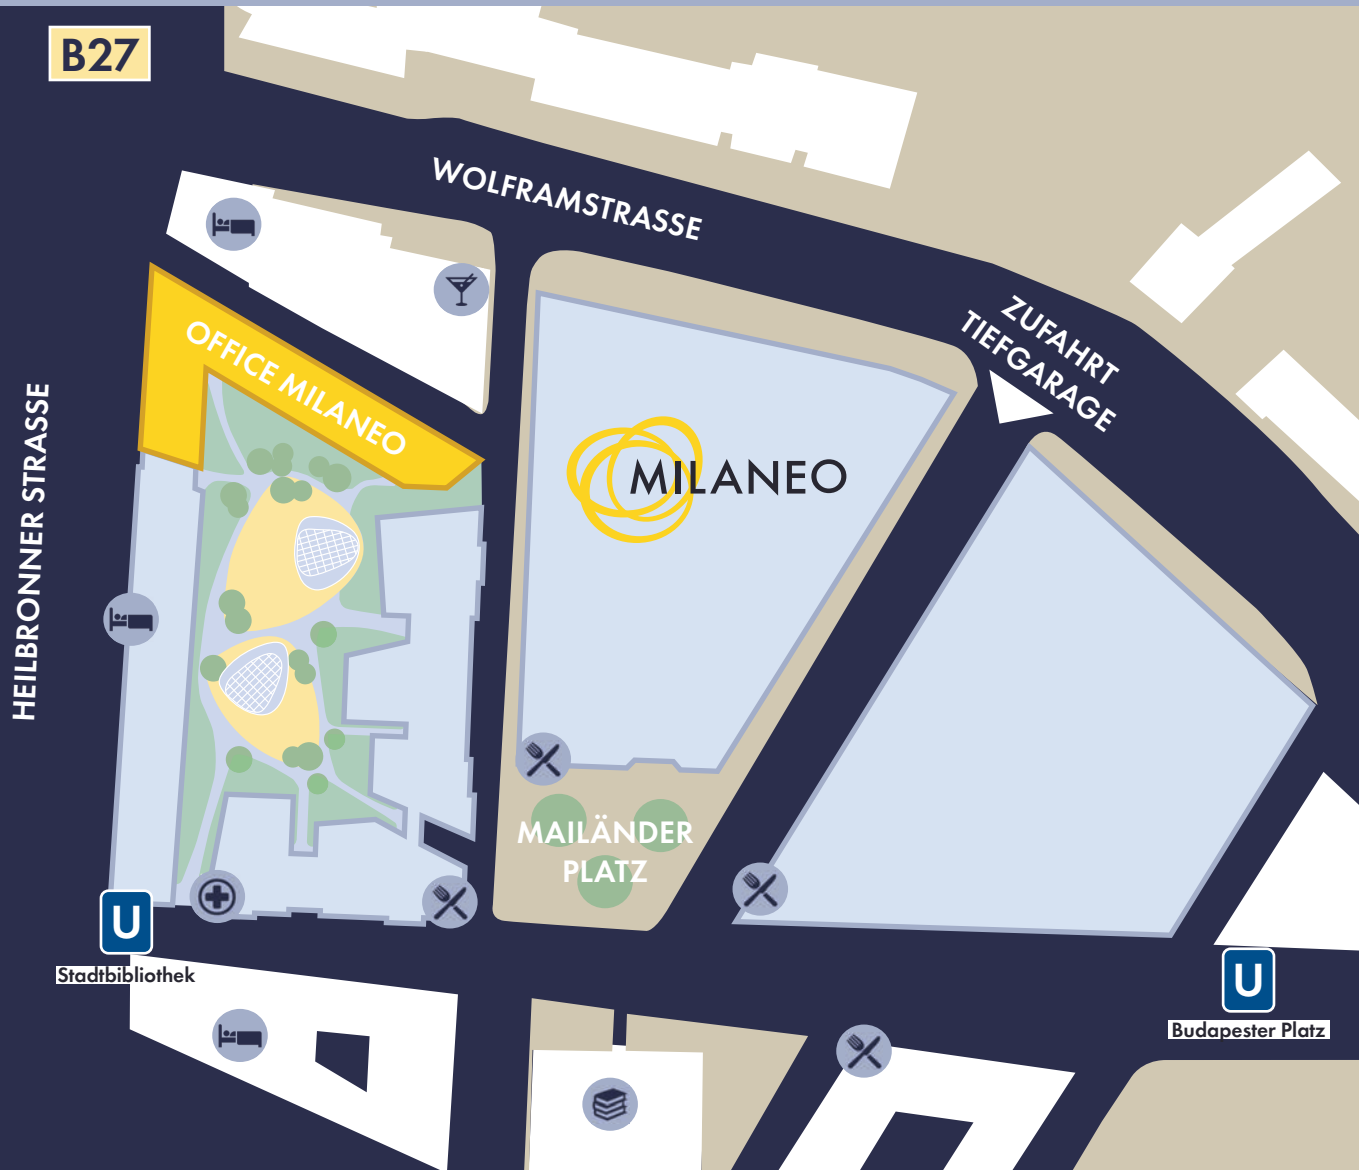 B27
WOLFRAMSTRASSE
ZUFAHRT
TIEFGARAGE
OFFICE MILANEO
HEILBRONNER STRASSE
MILANEO
MAILÄNDER
PLATZ
U
Stadtbibliothek
U
Budapester Platz